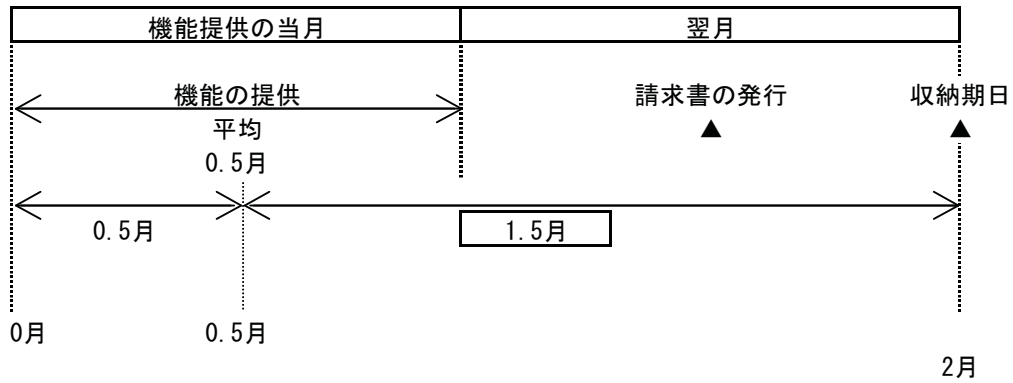 機能提供の当月 翌月
機能の提供 請求書の発行 収納期日
平均 ▲ ▲
0.5月
0.5月 1.5月
0月 0.5月
2月